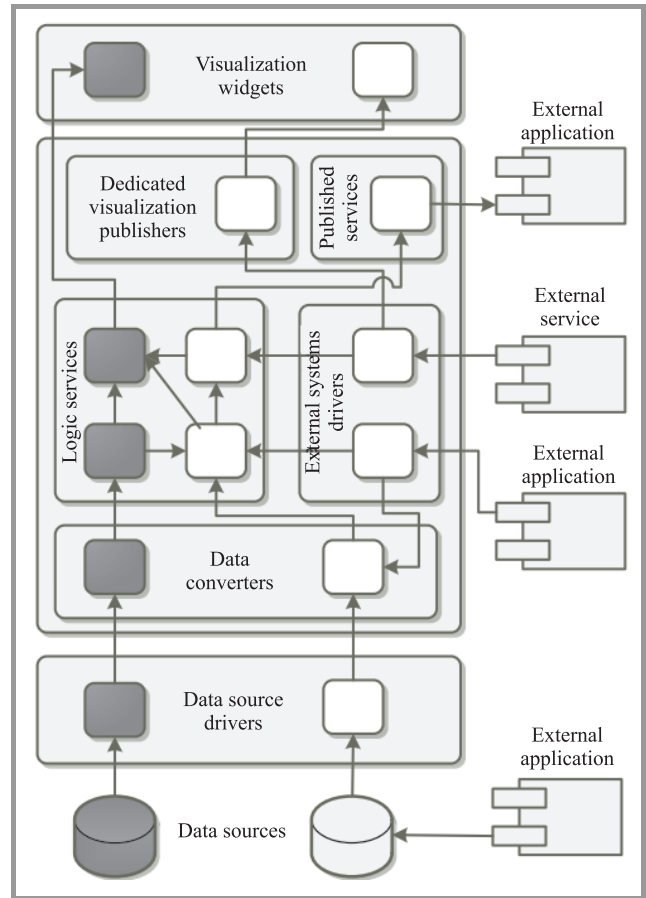 Visualization
widgets
External
application
Dedicated
visualization
publishers
Published
services
External
service
Logic services
External systems
drivers
External
application
Data
converters
Data source
drivers
External
application
Data sources